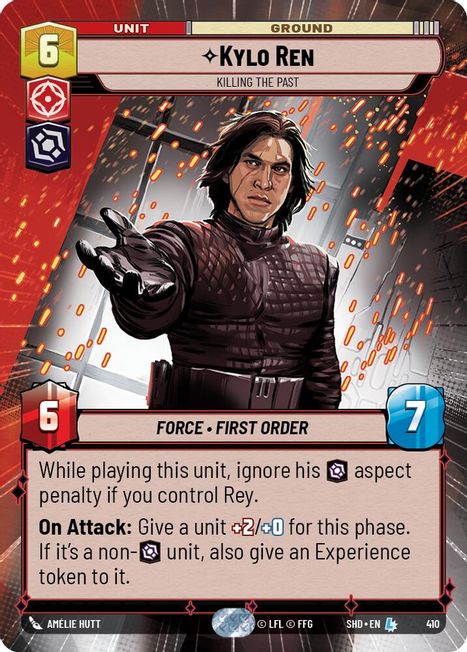 UNIT GROUND
6
✧KYLO REN
KILLING THE PAST
6
7
FORCE • FIRST ORDER
While playing this unit, ignore his aspect
penalty if you control Rey.
On Attack: Give a unit +2/+0 for this phase.
If it's a non- unit, also give an Experience
token to it.
AMÉLIE HUTT © LFL © FFG SHD • EN 410